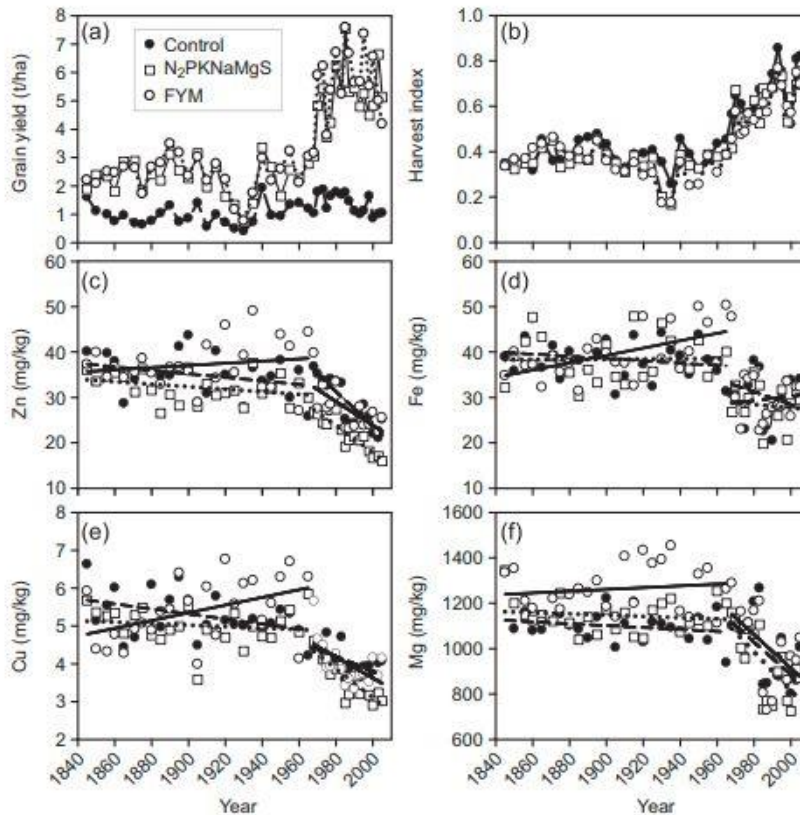 (a)
Control
N₂PKNaMgS
FYM
Grain yield (t/ha)
8
7
6
5
4
3
2
1
0
(b)
Harvest index
1.0
0.8
0.6
0.4
0.2
0.0
(c)
Zn (mg/kg)
60
50
40
30
20
10
(d)
Fe (mg/kg)
60
50
40
30
20
10
(e)
Cu (mg/kg)
8
7
6
5
4
3
2
1840 1860 1880 1900 1920 1940 1960 1980 2000
Year
(f)
Mg (mg/kg)
1600
1400
1200
1000
800
600
1840 1860 1880 1900 1920 1940 1960 1980 2000
Year